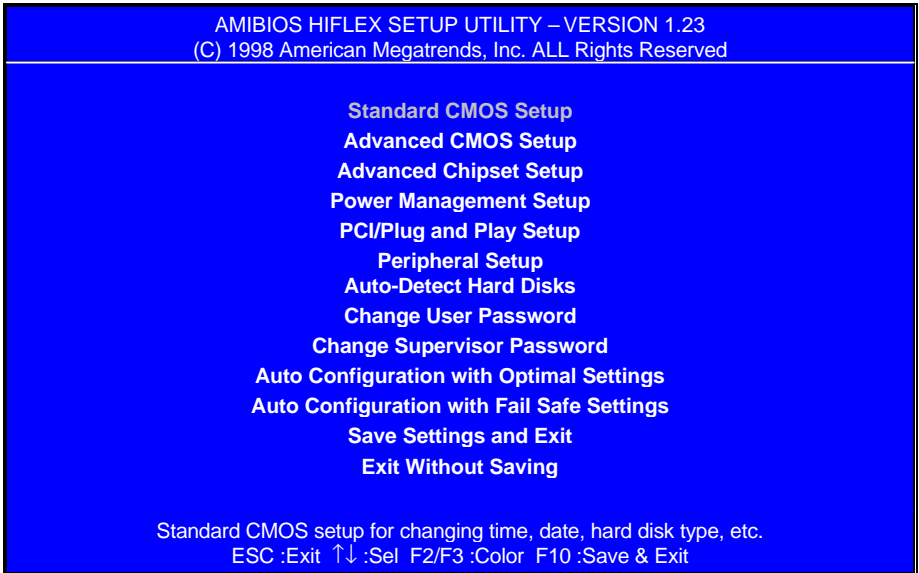 AMIBIOS HIFLEX SETUP UTILITY – VERSION 1.23
(C) 1998 American Megatrends, Inc. ALL Rights Reserved
Standard CMOS Setup
Advanced CMOS Setup
Advanced Chipset Setup
Power Management Setup
PCI/Plug and Play Setup
Peripheral Setup
Auto-Detect Hard Disks
Change User Password
Change Supervisor Password
Auto Configuration with Optimal Settings
Auto Configuration with Fail Safe Settings
Save Settings and Exit
Exit Without Saving
Standard CMOS setup for changing time, date, hard disk type, etc.
ESC :Exit ↑↓ :Sel F2/F3 :Color F10 :Save & Exit